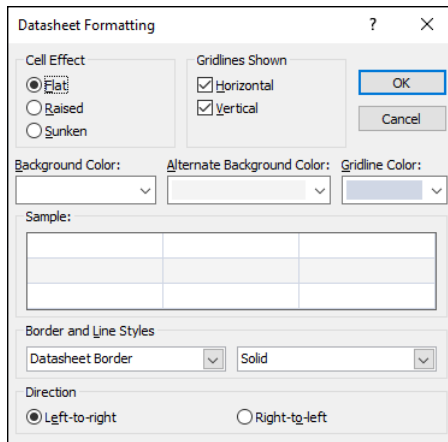 Datasheet Formatting ?
Cell Effect
Flat
Raised
Sunken
Gridlines Shown
Horizontal
Vertical
OK
Cancel
Background Color:
Alternate Background Color:
Gridline Color:
Sample:
Border and Line Styles
Datasheet Border
Solid
Direction
Left-to-right
Right-to-left